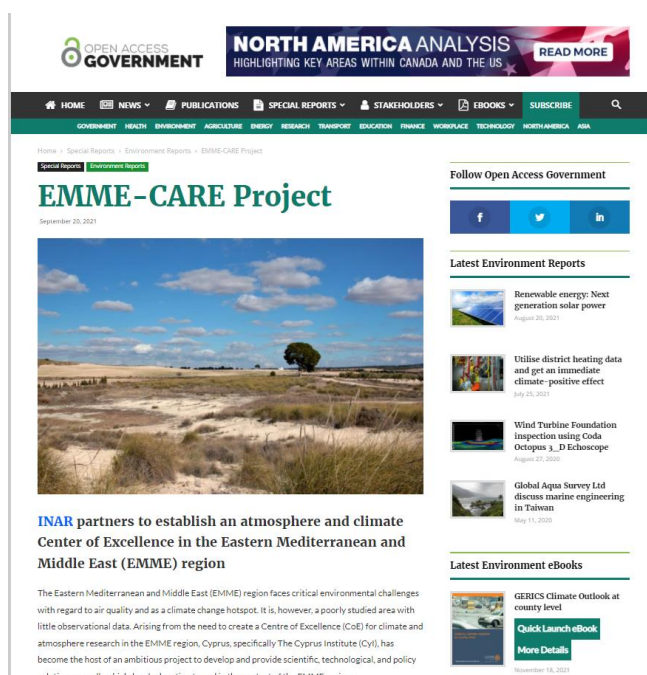 OPEN ACCESS
GOVERNMENT
NORTH AMERICA ANALYSIS
HIGHLIGHTING KEY AREAS WITHIN CANADA AND THE US
READ MORE
HOME NEWS PUBLICATIONS SPECIAL REPORTS STAKEHOLDERS EBOOKS SUBSCRIBE
GOVERNMENT HEALTH ENVIRONMENT AGRICULTURE ENERGY RESEARCH TRANSPORT EDUCATION FINANCE WORKPLACE TECHNOLOGY NORTH AMERICA ASIA
Home › Special Reports › Environment Reports › EMME-CARE Project
Special Reports Environment Reports
EMME-CARE Project
September 20, 2021
INAR partners to establish an atmosphere and climate
Center of Excellence in the Eastern Mediterranean and
Middle East (EMME) region
The Eastern Mediterranean and Middle East (EMME) region faces critical environmental challenges
with regard to air quality and as a climate change hotspot. It is, however, a poorly studied area with
little observational data. Arising from the need to create a Centre of Excellence (CoE) for climate and
atmosphere research in the EMME region, Cyprus, specifically The Cyprus Institute (CyI), has
become the host of an ambitious project to develop and provide scientific, technological, and policy
Follow Open Access Government
Latest Environment Reports
Renewable energy: Next
generation solar power
August 20, 2021
Utilise district heating data
and get an immediate
climate-positive effect
July 25, 2021
Wind Turbine Foundation
inspection using Coda
Octopus 3_D Echoscope
August 27, 2020
Global Aqua Survey Ltd
discuss marine engineering
in Taiwan
May 11, 2020
Latest Environment eBooks
GERICS Climate Outlook at
county level
Quick Launch eBook
More Details
November 18, 2021